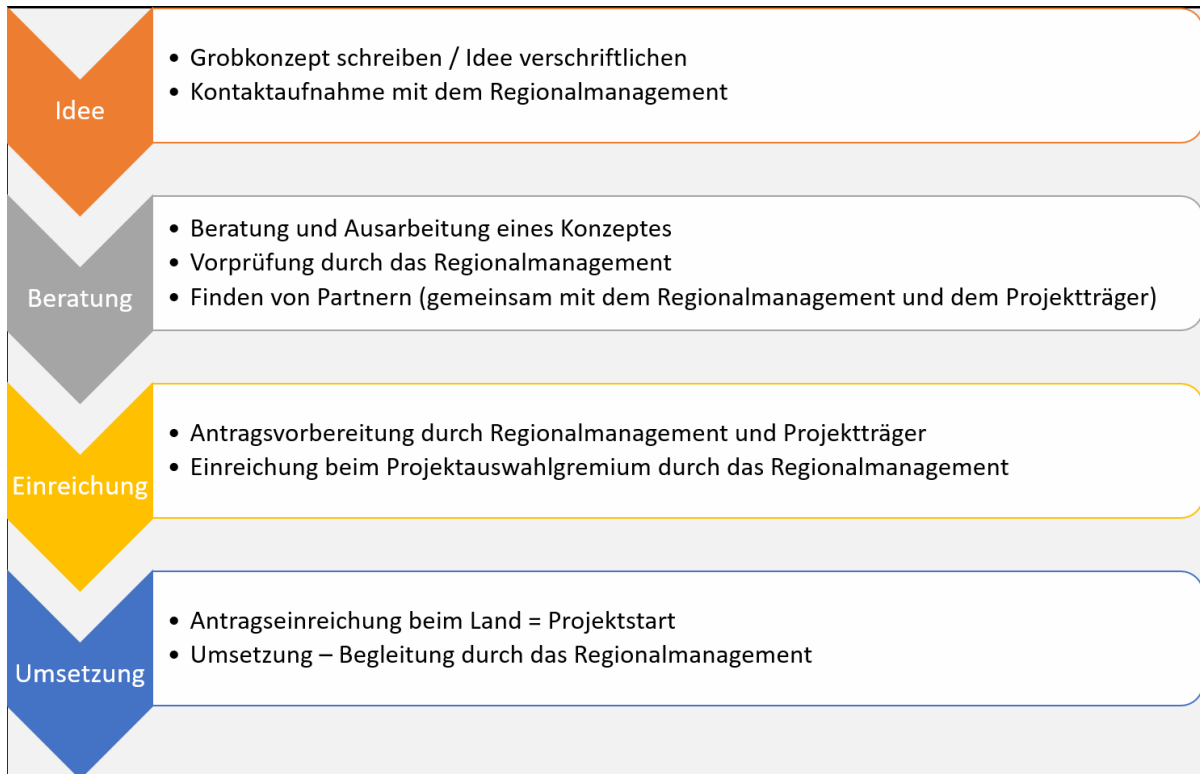 Idee
• Grobkonzept schreiben / Idee verschriftlichen
• Kontaktaufnahme mit dem Regionalmanagement
Beratung
• Beratung und Ausarbeitung eines Konzeptes
• Vorprüfung durch das Regionalmanagement
• Finden von Partnern (gemeinsam mit dem Regionalmanagement und dem Projektträger)
Einreichung
• Antragsvorbereitung durch Regionalmanagement und Projektträger
• Einreichung beim Projektauswahlgremium durch das Regionalmanagement
Umsetzung
• Antragseinreichung beim Land = Projektstart
• Umsetzung – Begleitung durch das Regionalmanagement